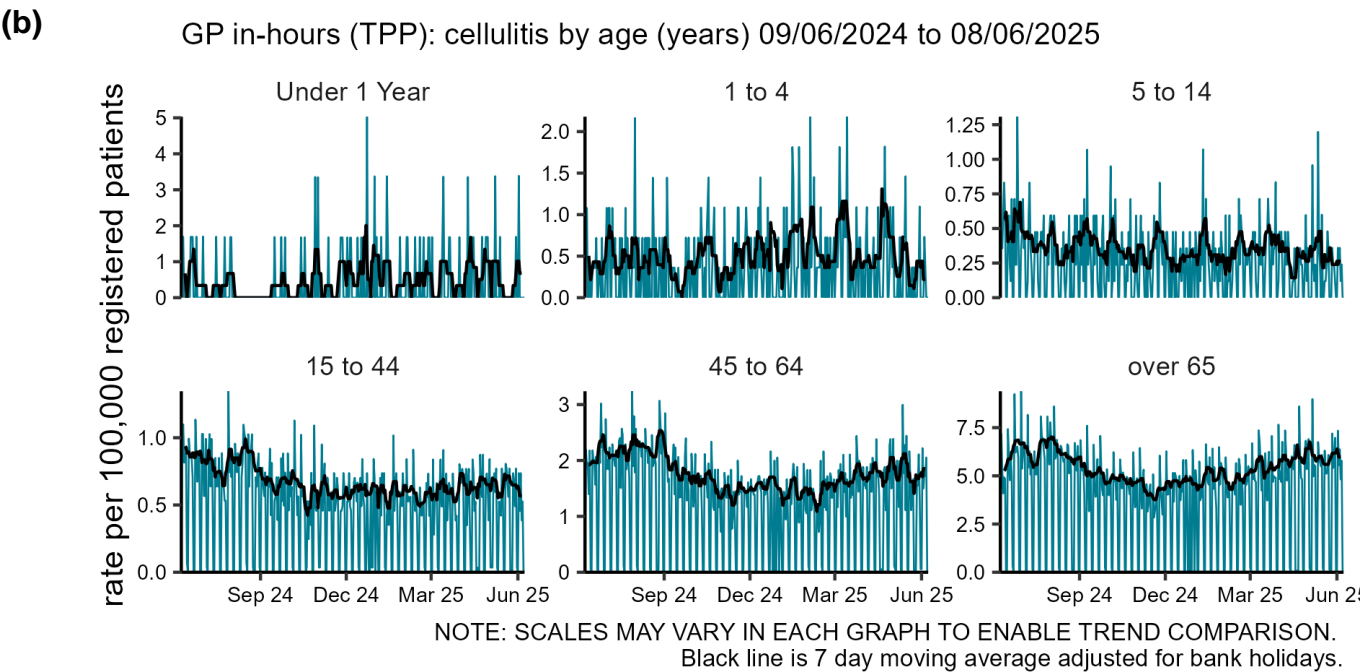 (b)
GP in-hours (TPP): cellulitis by age (years) 09/06/2024 to 08/06/2025
rate per 100,000 registered patients
Under 1 Year
5
4
3
2
1
0
1 to 4
2.0
1.5
1.0
0.5
0.0
5 to 14
1.25
1.00
0.75
0.50
0.25
0.00
15 to 44
1.0
0.5
0.0
Sep 24 Dec 24 Mar 25 Jun 25
45 to 64
3
2
1
0
Sep 24 Dec 24 Mar 25 Jun 25
over 65
7.5
5.0
2.5
0.0
Sep 24 Dec 24 Mar 25 Jun 25
NOTE: SCALES MAY VARY IN EACH GRAPH TO ENABLE TREND COMPARISON.
Black line is 7 day moving average adjusted for bank holidays.